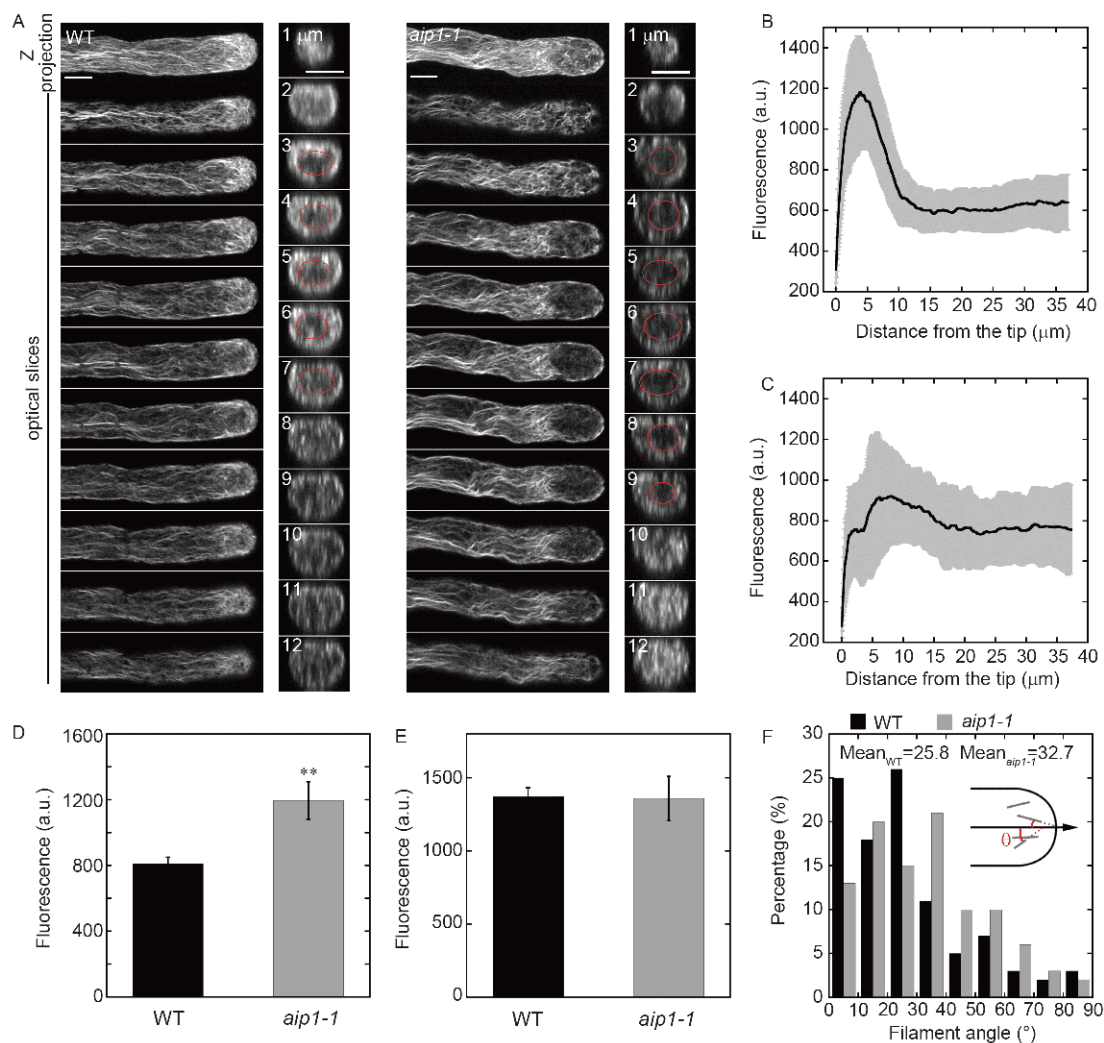 A
Z projection
optical slices
WT
1 μm
2
3
4
5
6
7
8
9
10
11
12
aip1-1
1 μm
2
3
4
5
6
7
8
9
10
11
12
B
Fluorescence (a.u.)
1400
1200
1000
800
600
400
200
0 5 10 15 20 25 30 35 40
Distance from the tip (μm)
C
Fluorescence (a.u.)
1400
1200
1000
800
600
400
200
0 5 10 15 20 25 30 35 40
Distance from the tip (μm)
D
Fluorescence (a.u.)
1600
1200
800
400
0
**
WT aip1-1
E
Fluorescence (a.u.)
1500
1000
500
0
WT aip1-1
F
WT aip1-1
Mean WT=25.8 Mean aip1-1=32.7
Percentage (%)
30
25
20
15
10
5
0
θ
0 10 20 30 40 50 60 70 80 90
Filament angle (°)